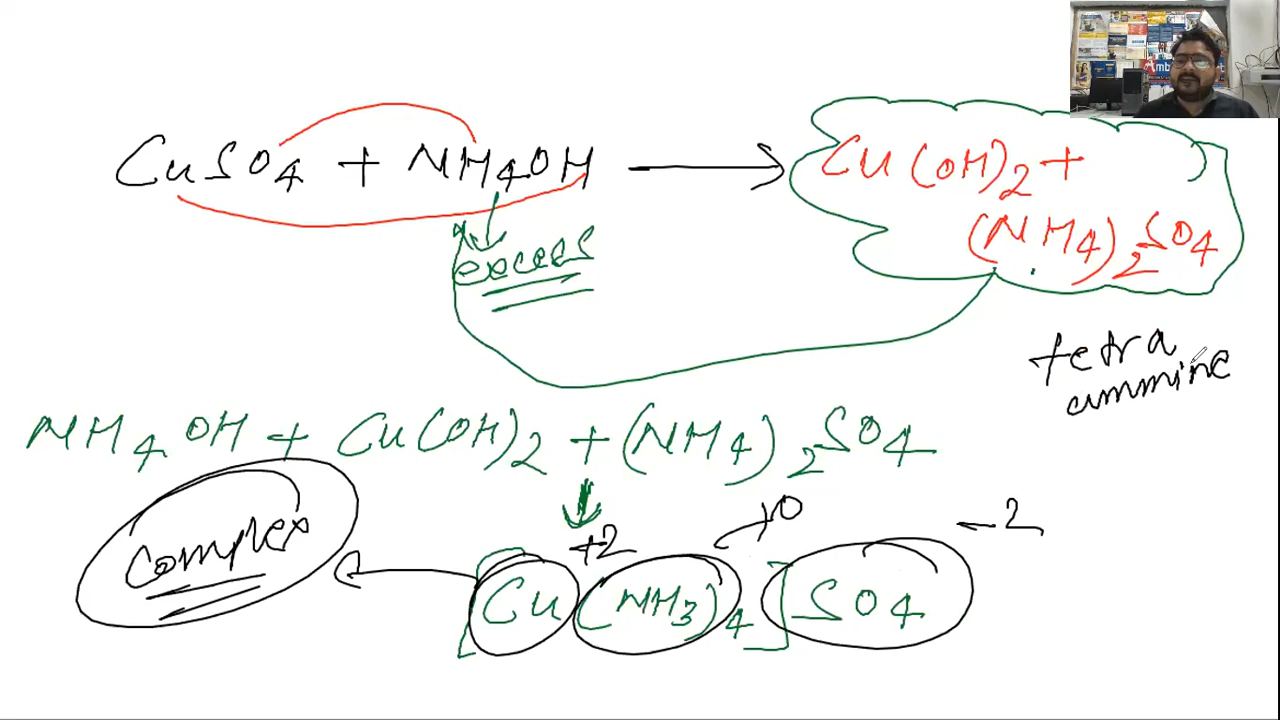 CuSO4 + NH4OH → Cu(OH)2 +
(NH4)2SO4
excess
tetra
ammine
NH4OH + Cu(OH)2 + (NH4)2SO4
+2 0 -2
complex
[Cu(NH3)4]SO4